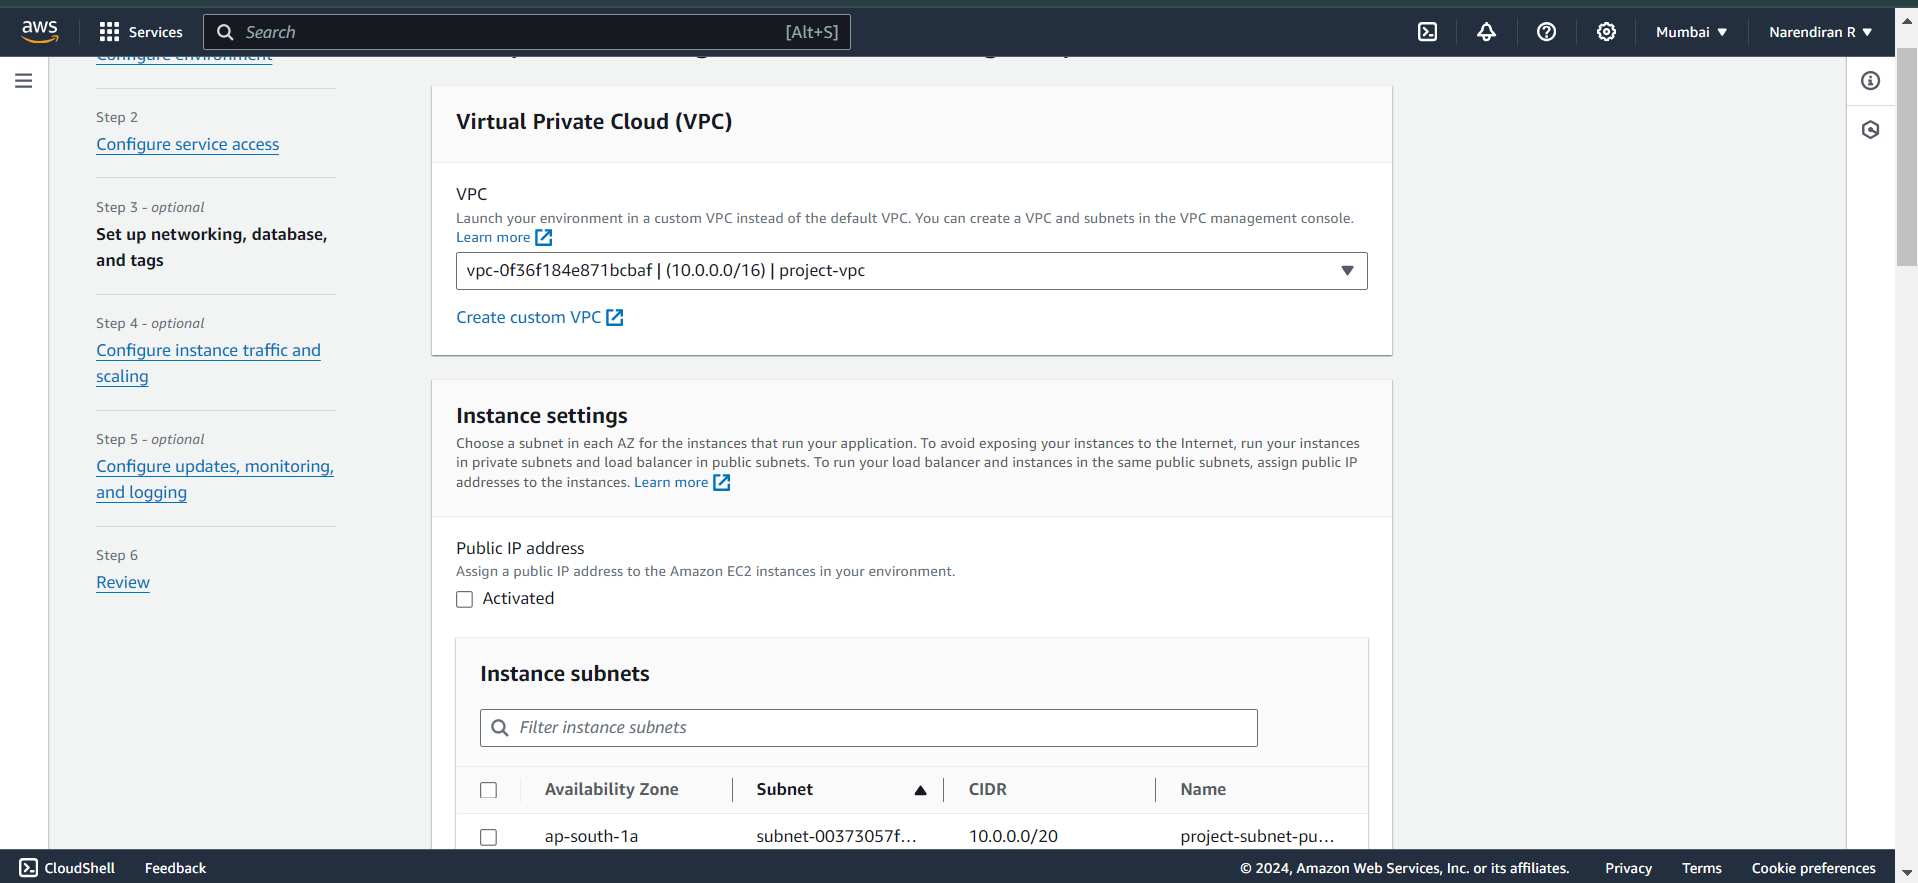 aws
Services
Search
[Alt+S]
Mumbai
Narendiran R
Configure environment
Step 2
Configure service access
Step 3 - optional
Set up networking, database,
and tags
Step 4 - optional
Configure instance traffic and
scaling
Step 5 - optional
Configure updates, monitoring,
and logging
Step 6
Review
Virtual Private Cloud (VPC)
VPC
Launch your environment in a custom VPC instead of the default VPC. You can create a VPC and subnets in the VPC management console.
Learn more
vpc-0f36f184e871bcbaf | (10.0.0.0/16) | project-vpc
Create custom VPC
Instance settings
Choose a subnet in each AZ for the instances that run your application. To avoid exposing your instances to the Internet, run your instances
in private subnets and load balancer in public subnets. To run your load balancer and instances in the same public subnets, assign public IP
addresses to the instances. Learn more
Public IP address
Assign a public IP address to the Amazon EC2 instances in your environment.
Activated
Instance subnets
Filter instance subnets
Availability Zone
Subnet
CIDR
Name
ap-south-1a
subnet-00373057f...
10.0.0.0/20
project-subnet-pu...
CloudShell
Feedback
© 2024, Amazon Web Services, Inc. or its affiliates.
Privacy
Terms
Cookie preferences